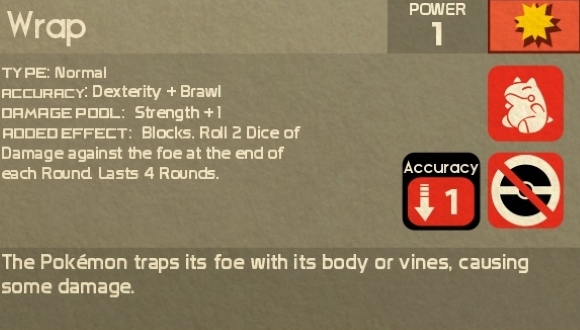 Wrap
POWER
1
TYPE: Normal
ACCURACY: Dexterity + Brawl
DAMAGE POOL: Strength +1
ADDED EFFECT: Blocks. Roll 2 Dice of
Damage against the foe at the end of
each Round. Lasts 4 Rounds.
Accuracy
1
The Pokémon traps its foe with its body or vines, causing
some damage.